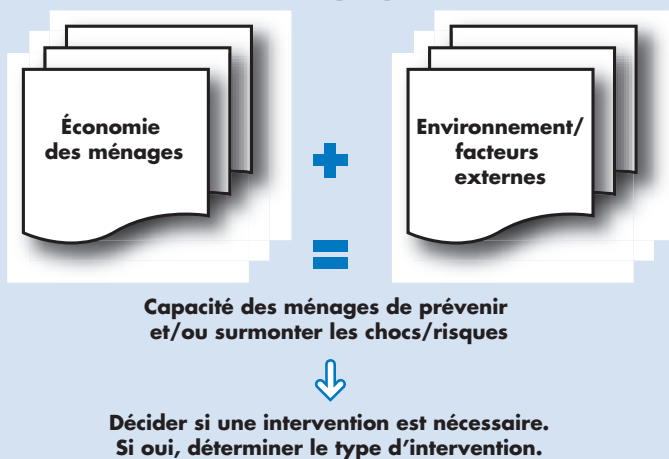 Économie
des ménages
Environnement/
facteurs
externes
+
=
Capacité des ménages de prévenir
et/ou surmonter les chocs/risques
Décider si une intervention est nécessaire.
Si oui, déterminer le type d'intervention.